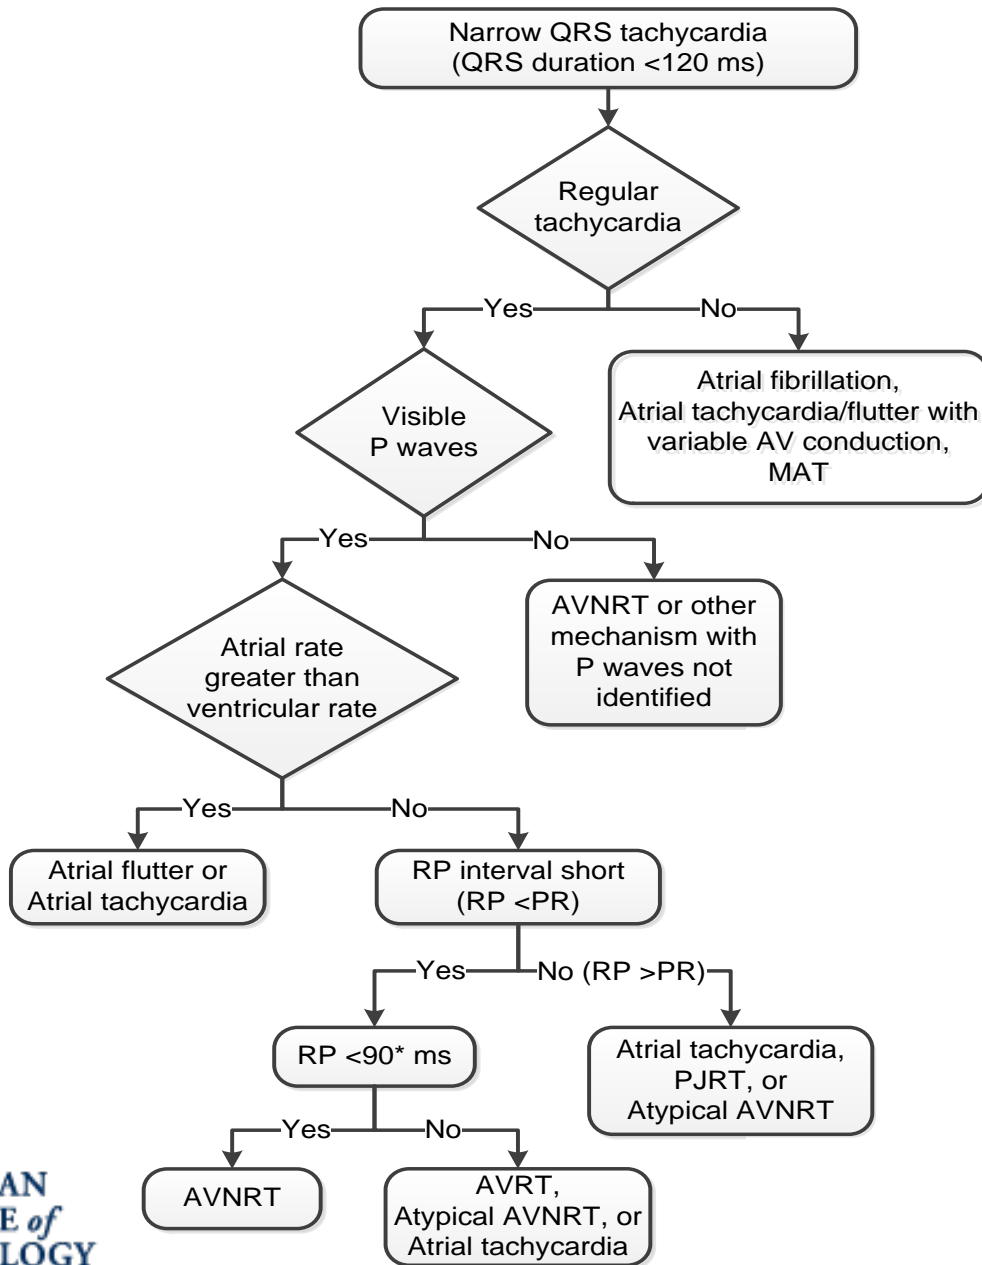 Narrow QRS tachycardia
(QRS duration <120 ms)
Regular
tachycardia
Yes
No
Visible
P waves
Atrial fibrillation,
Atrial tachycardia/flutter with
variable AV conduction,
MAT
Yes
No
Atrial rate
greater than
ventricular rate
AVNRT or other
mechanism with
P waves not
identified
Yes
No
Atrial flutter or
Atrial tachycardia
RP interval short
(RP <PR)
Yes
No (RP >PR)
RP <90* ms
Atrial tachycardia,
PJRT, or
Atypical AVNRT
Yes
No
AVNRT
AVRT,
Atypical AVNRT, or
Atrial tachycardia
AN
E of
LOGY